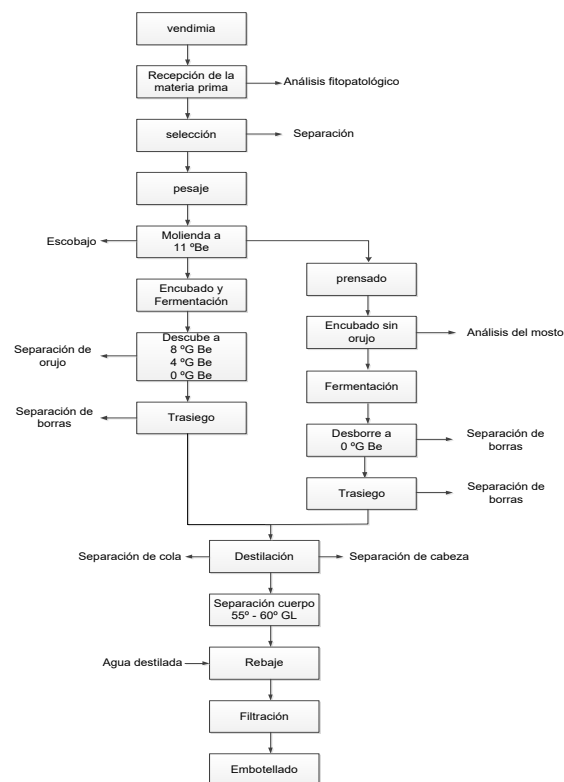 vendimia
Recepción de la
materia prima
Análisis fitopatológico
selección
Separación
pesaje
Escobajo
Molienda a
11 ºBe
prensado
Encubado y
Fermentación
Encubado sin
orujo
Análisis del mosto
Separación de
orujo
Descube a
8 ºG Be
4 ºG Be
0 ºG Be
Fermentación
Separación de
borras
Trasiego
Desborre a
0 ºG Be
Separación de
borras
Trasiego
Separación de
borras
Separación de cola
Destilación
Separación de cabeza
Separación cuerpo
55º - 60º GL
Agua destilada
Rebaje
Filtración
Embotellado